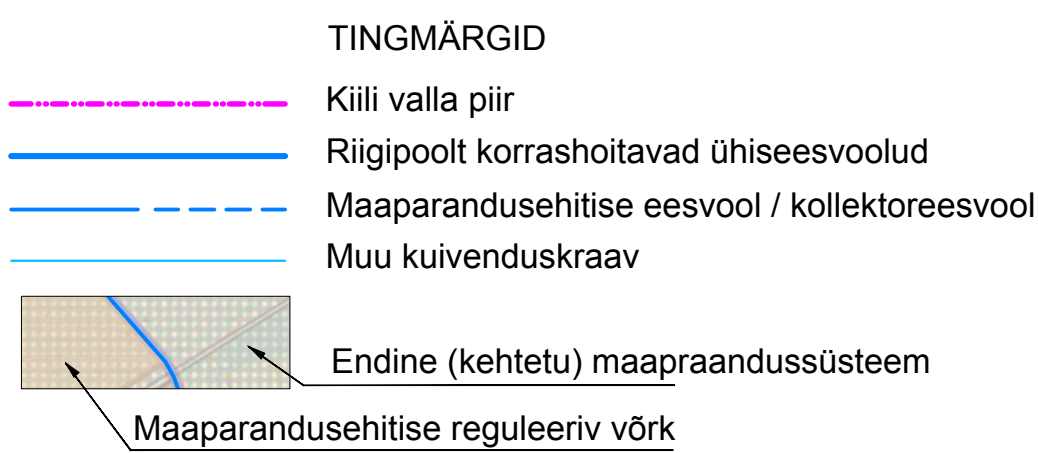 TINGMÄRGID
Kiili valla piir
Riigipoolt korrashoitavad ühiseesvoolud
Maaparandusehitise eesvool / kollektoreesvool
Muu kuivenduskraav
Endine (kehtetu) maapraandussüsteem
Maaparandusehitise reguleeriv võrk